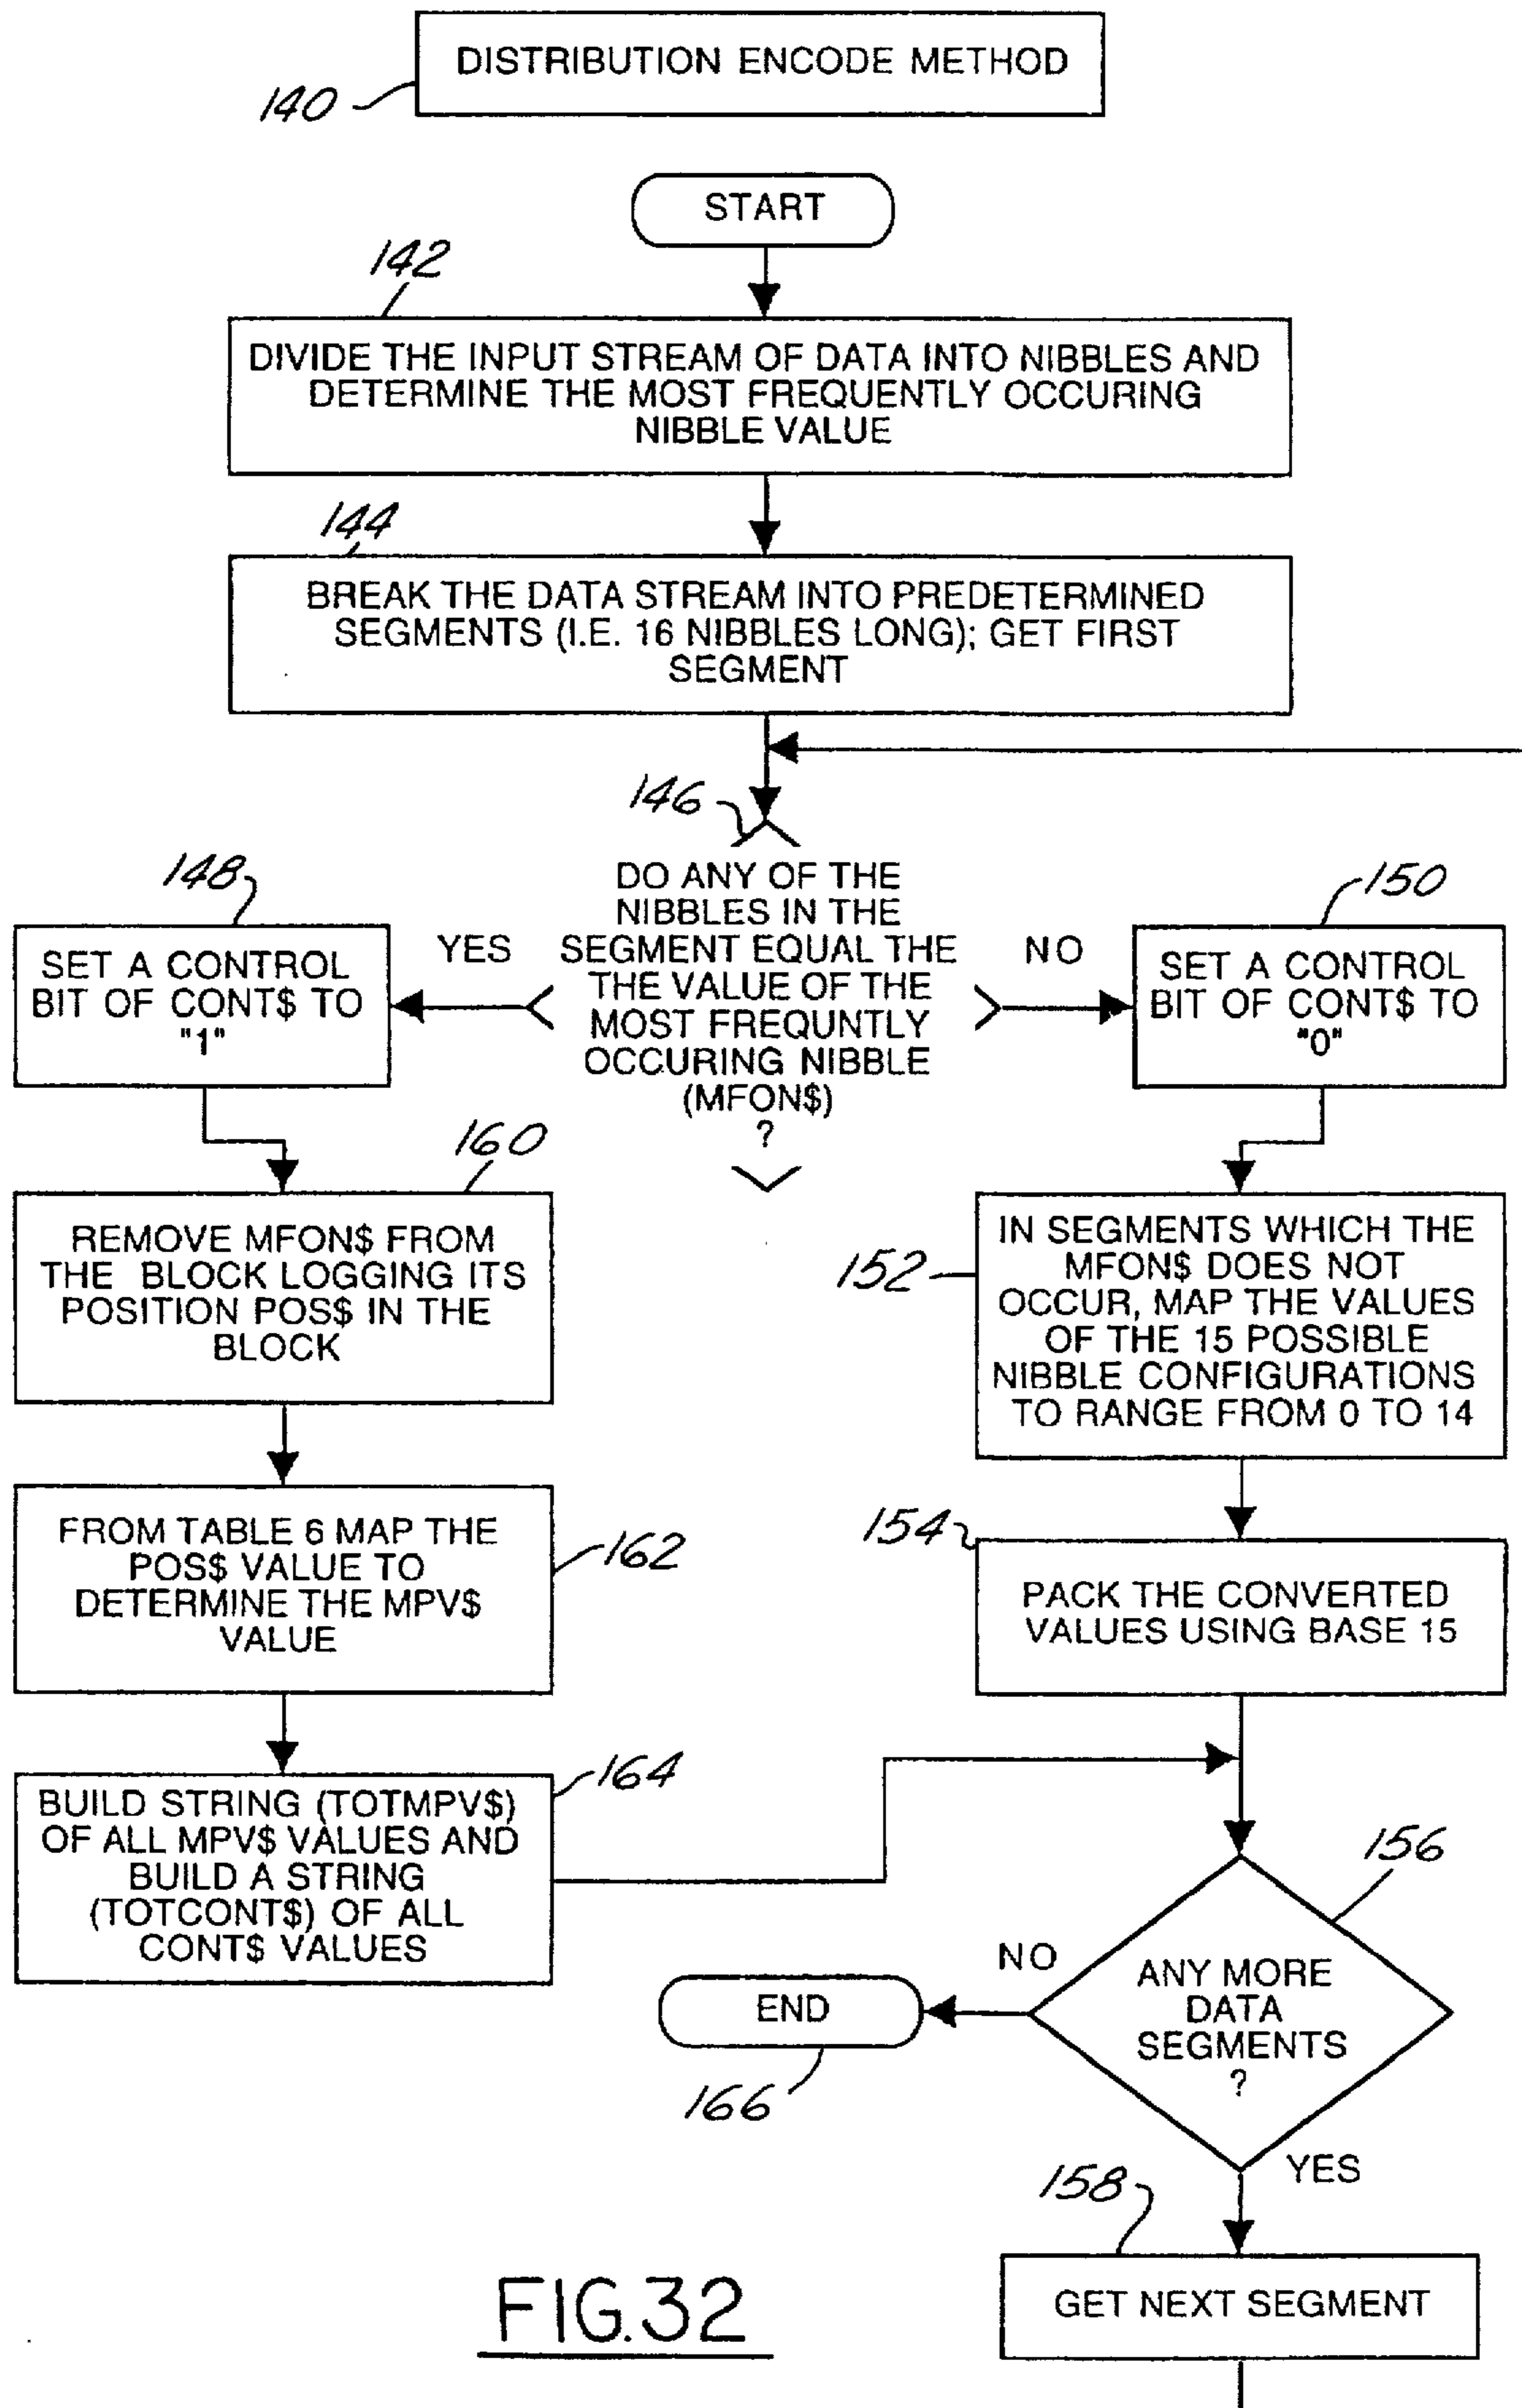 DISTRIBUTION ENCODE METHOD
140
START
142
DIVIDE THE INPUT STREAM OF DATA INTO NIBBLES AND
DETERMINE THE MOST FREQUENTLY OCCURING
NIBBLE VALUE
144
BREAK THE DATA STREAM INTO PREDETERMINED
SEGMENTS (I.E. 16 NIBBLES LONG); GET FIRST
SEGMENT
146
DO ANY OF THE
NIBBLES IN THE
SEGMENT EQUAL THE
THE VALUE OF THE
MOST FREQUNTLY
OCCURING NIBBLE
(MFON$)
?
YES
NO
148
SET A CONTROL
BIT OF CONT$ TO
"1"
150
SET A CONTROL
BIT OF CONT$ TO
"0"
160
REMOVE MFON$ FROM
THE BLOCK LOGGING ITS
POSITION POS$ IN THE
BLOCK
152
IN SEGMENTS WHICH THE
MFON$ DOES NOT
OCCUR, MAP THE VALUES
OF THE 15 POSSIBLE
NIBBLE CONFIGURATIONS
TO RANGE FROM 0 TO 14
FROM TABLE 6 MAP THE
POS$ VALUE TO
DETERMINE THE MPV$
VALUE
162
154
PACK THE CONVERTED
VALUES USING BASE 15
BUILD STRING (TOTMPV$)
OF ALL MPV$ VALUES AND
BUILD A STRING
(TOTCONT$) OF ALL
CONT$ VALUES
164
156
ANY MORE
DATA
SEGMENTS
?
NO
END
166
YES
158
GET NEXT SEGMENT
FIG.32